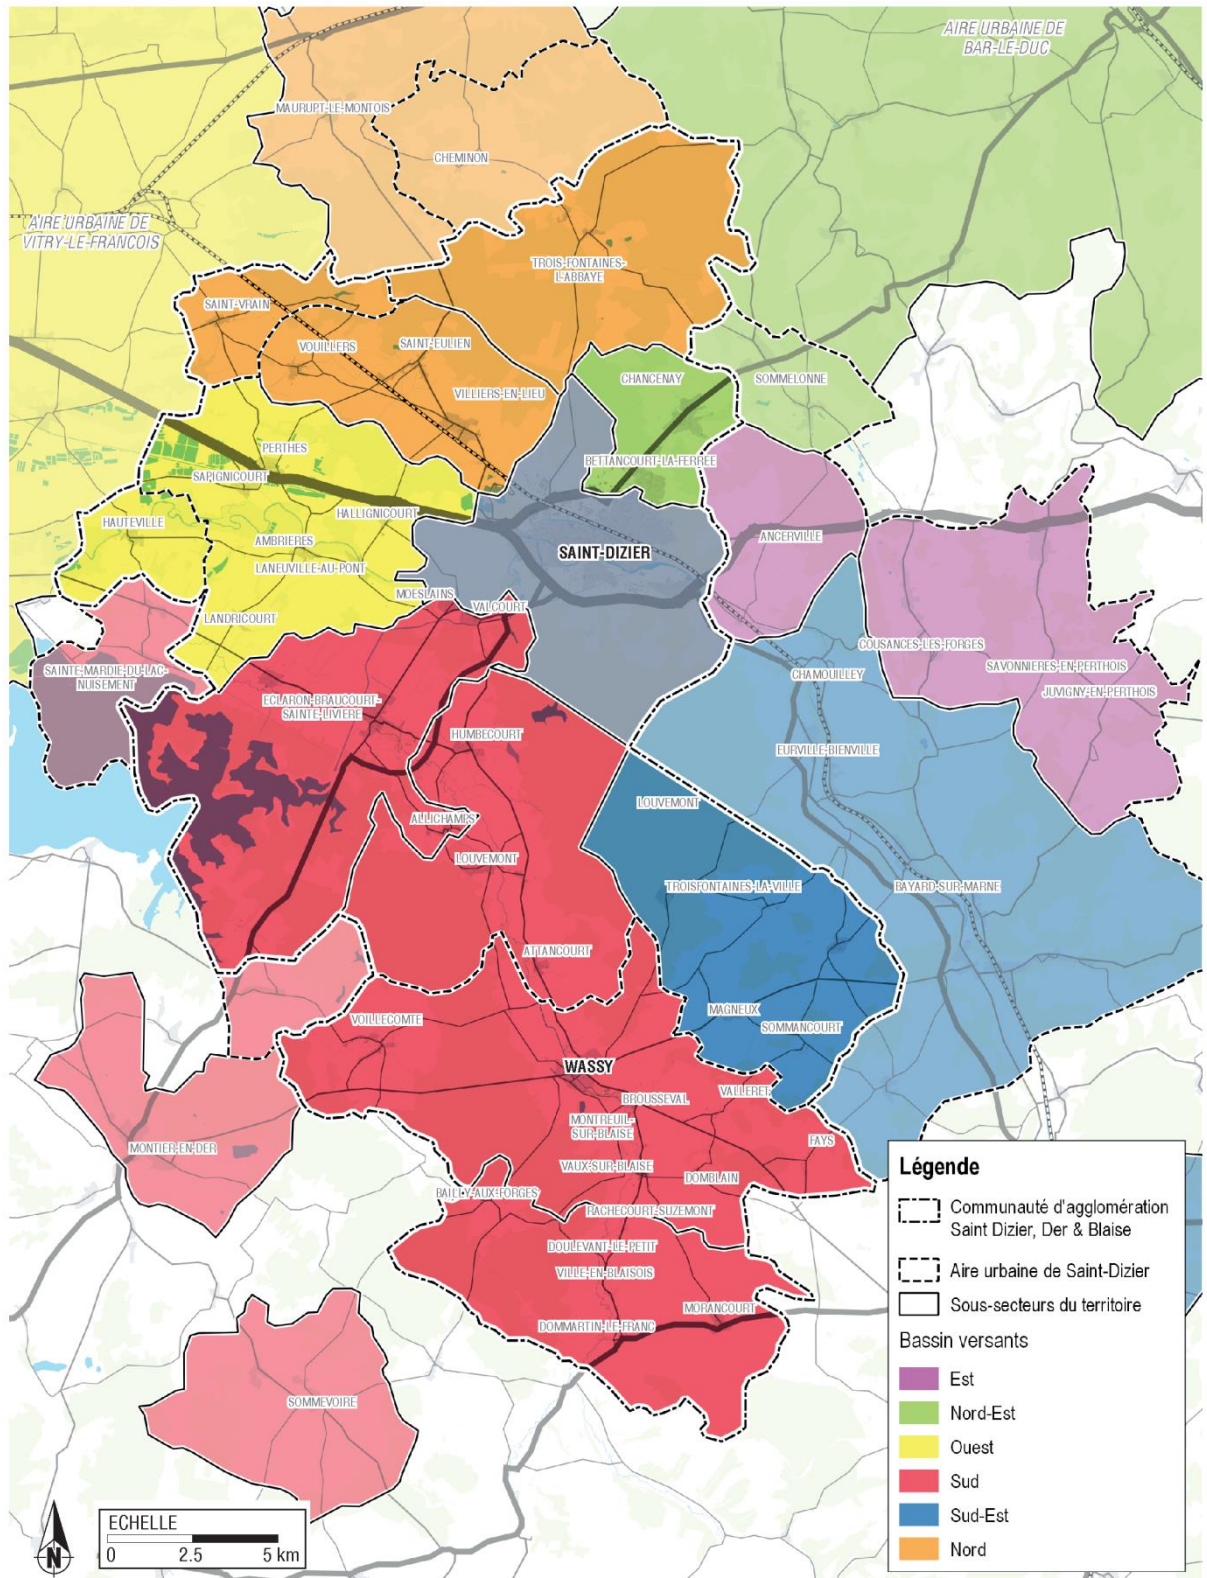 AIRE URBAINE DE
BAR-LE-DUC
MAURUPT-LE-MONTOIS
CHEMINON
AIRE URBAINE DE
VITRY-LE-FRANCOIS
TROIS-FONTAINES-
L-ABBAYE
SAINT-VRAIN
VOUILLERS
SAINT-EULIEN
CHANCENAY
SOMMELONNE
VILLIERS-EN-LIEU
PERTHES
BETTANCOURT-LA-FERREE
SAPIGNICOURT
HALLIGNICOURT
HAUTEVILLE
AMBRIERES
SAINT-DIZIER
ANCERVILLE
LANEUVILLE-AU-PONT
MOESLAINS
VALCOURT
LANDRICOURT
COUSANCES-LES-FORGES
SAINTE-MARDIE-DU-LAC-
NUISEMENT
CHAMOUILLEY
SAVONNIERES-EN-PERTHOIS
JUVIGNY-EN-PERTHOIS
ECLARON-BRAUCOURT-
SAINTE-LIVIERE
HUMBECOURT
EURVILLE-BIENVILLE
LOUVEMONT
ALLICHAMPS
LOUVEMONT
TROISFONTAINES-LA-VILLE
BAYARD-SUR-MARNE
ATTANCOURT
MAGNEUX
VOILLECOMTE
SOMMANCOURT
WASSY
BROUSSEVAL
VALLERET
MONTREUIL-
SUR-BLAISE
MONTIER-EN-DER
FAYS
VAUX-SUR-BLAISE
DOMBLAIN
BAILLY-AUX-FORGES
RACHECOURT-SUZEMONT
DOULEVANT-LE-PETIT
VILLE-EN-BLAISOIS
MORANCOURT
DOMMARTIN-LE-FRANC
SOMMEVOIRE
Légende
Communauté d'agglomération
Saint Dizier, Der & Blaise
Aire urbaine de Saint-Dizier
Sous-secteurs du territoire
Bassin versants
Est
Nord-Est
Ouest
Sud
Sud-Est
Nord
N
ECHELLE
0 2.5 5 km